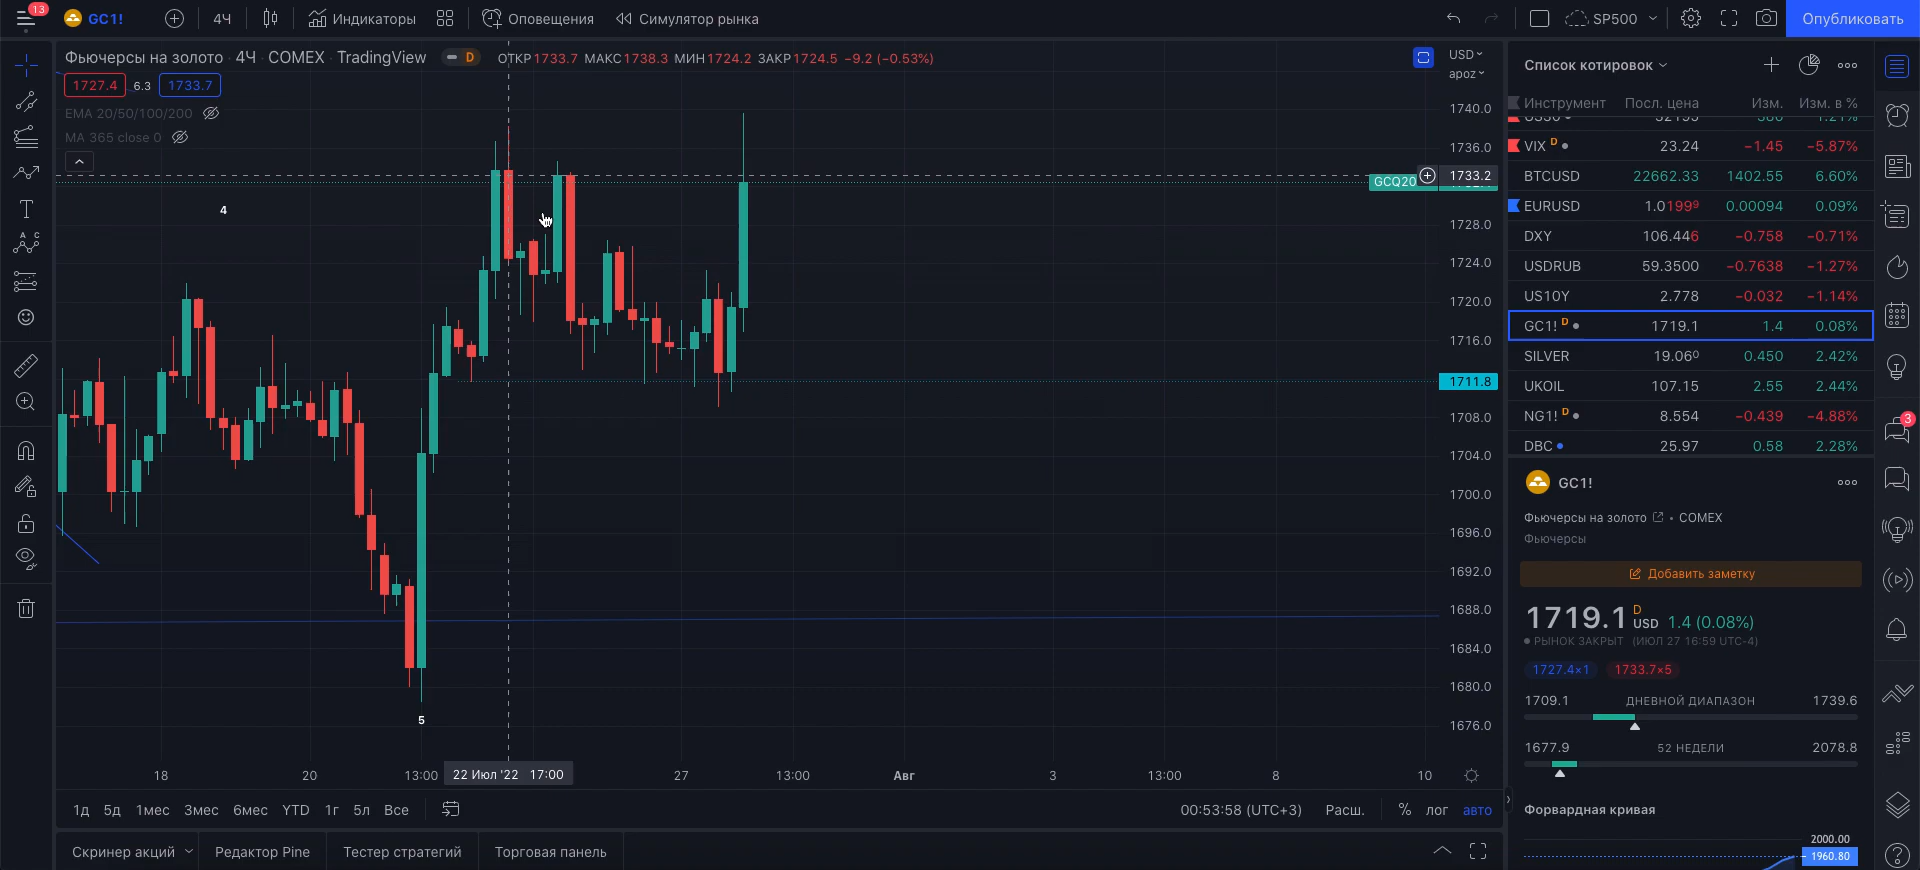 13
GC1!
4Ч
Индикаторы
Оповещения
Симулятор рынка
SP500
Опубликовать
Фьючерсы на золото · 4Ч · COMEX · TradingView
D
ОТКР1733.7 МАКС1738.3 МИН1724.2 ЗАКР1724.5 −9.2 (−0.53%)
1727.4 6.3 1733.7
EMA 20/50/100/200
MA 365 close 0
4
5
USD
apoz
1740.0
1736.0
GCQ20
1733.2
1728.0
1724.0
1720.0
1716.0
1711.8
1708.0
1704.0
1700.0
1696.0
1692.0
1688.0
1684.0
1680.0
1676.0
18 20 13:00 22 Июл '22 17:00 27 13:00 Авг 3 13:00 8 10
1д 5д 1мес 3мес 6мес YTD 1г 5л Все
00:53:58 (UTC+3) Расш. % лог авто
Скринер акций Редактор Pine Тестер стратегий Торговая панель
Список котировок
Инструмент Посл. цена Изм. Изм. в %
VIX D 23.24 −1.45 −5.87%
BTCUSD 22662.33 1402.55 6.60%
EURUSD 1.01999 0.00094 0.09%
DXY 106.446 −0.758 −0.71%
USDRUB 59.3500 −0.7638 −1.27%
US10Y 2.778 −0.032 −1.14%
GC1! D 1719.1 1.4 0.08%
SILVER 19.060 0.450 2.42%
UKOIL 107.15 2.55 2.44%
NG1! D 8.554 −0.439 −4.88%
DBC 25.97 0.58 2.28%
GC1!
Фьючерсы на золото • COMEX
Фьючерсы
Добавить заметку
1719.1 D USD 1.4 (0.08%)
РЫНОК ЗАКРЫТ (ИЮЛ 27 16:59 UTC-4)
1727.4×1 1733.7×5
1709.1 ДНЕВНОЙ ДИАПАЗОН 1739.6
1677.9 52 НЕДЕЛИ 2078.8
Форвардная кривая
2000.00
1960.80
3